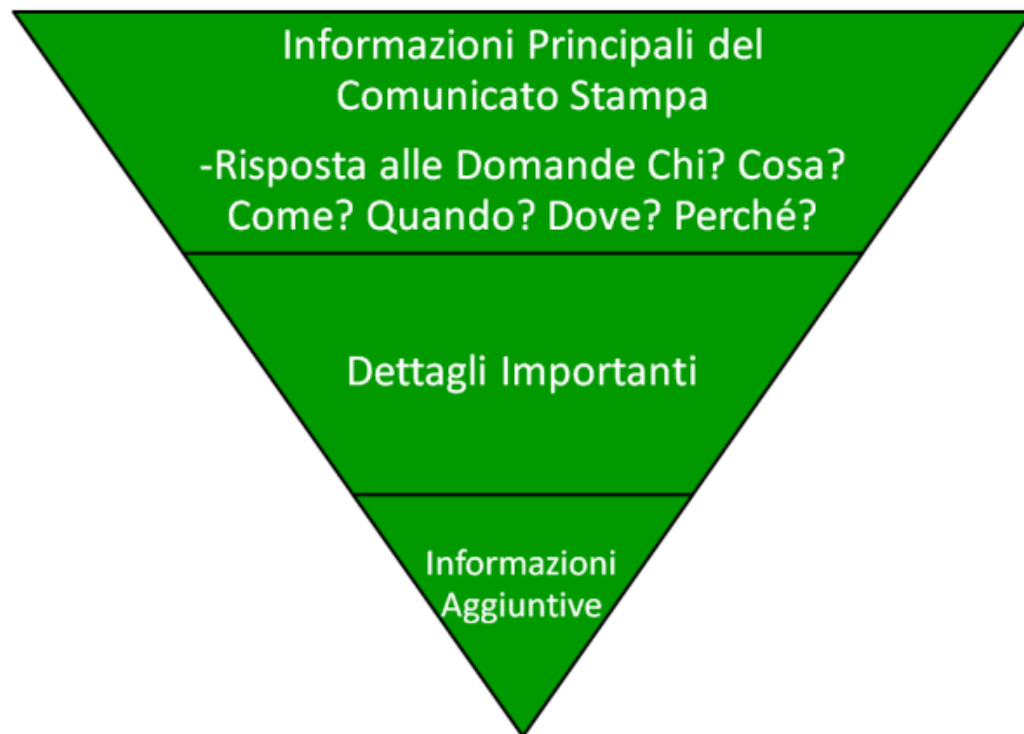 Informazioni Principali del
Comunicato Stampa
-Risposta alle Domande Chi? Cosa?
Come? Quando? Dove? Perché?
Dettagli Importanti
Informazioni
Aggiuntive